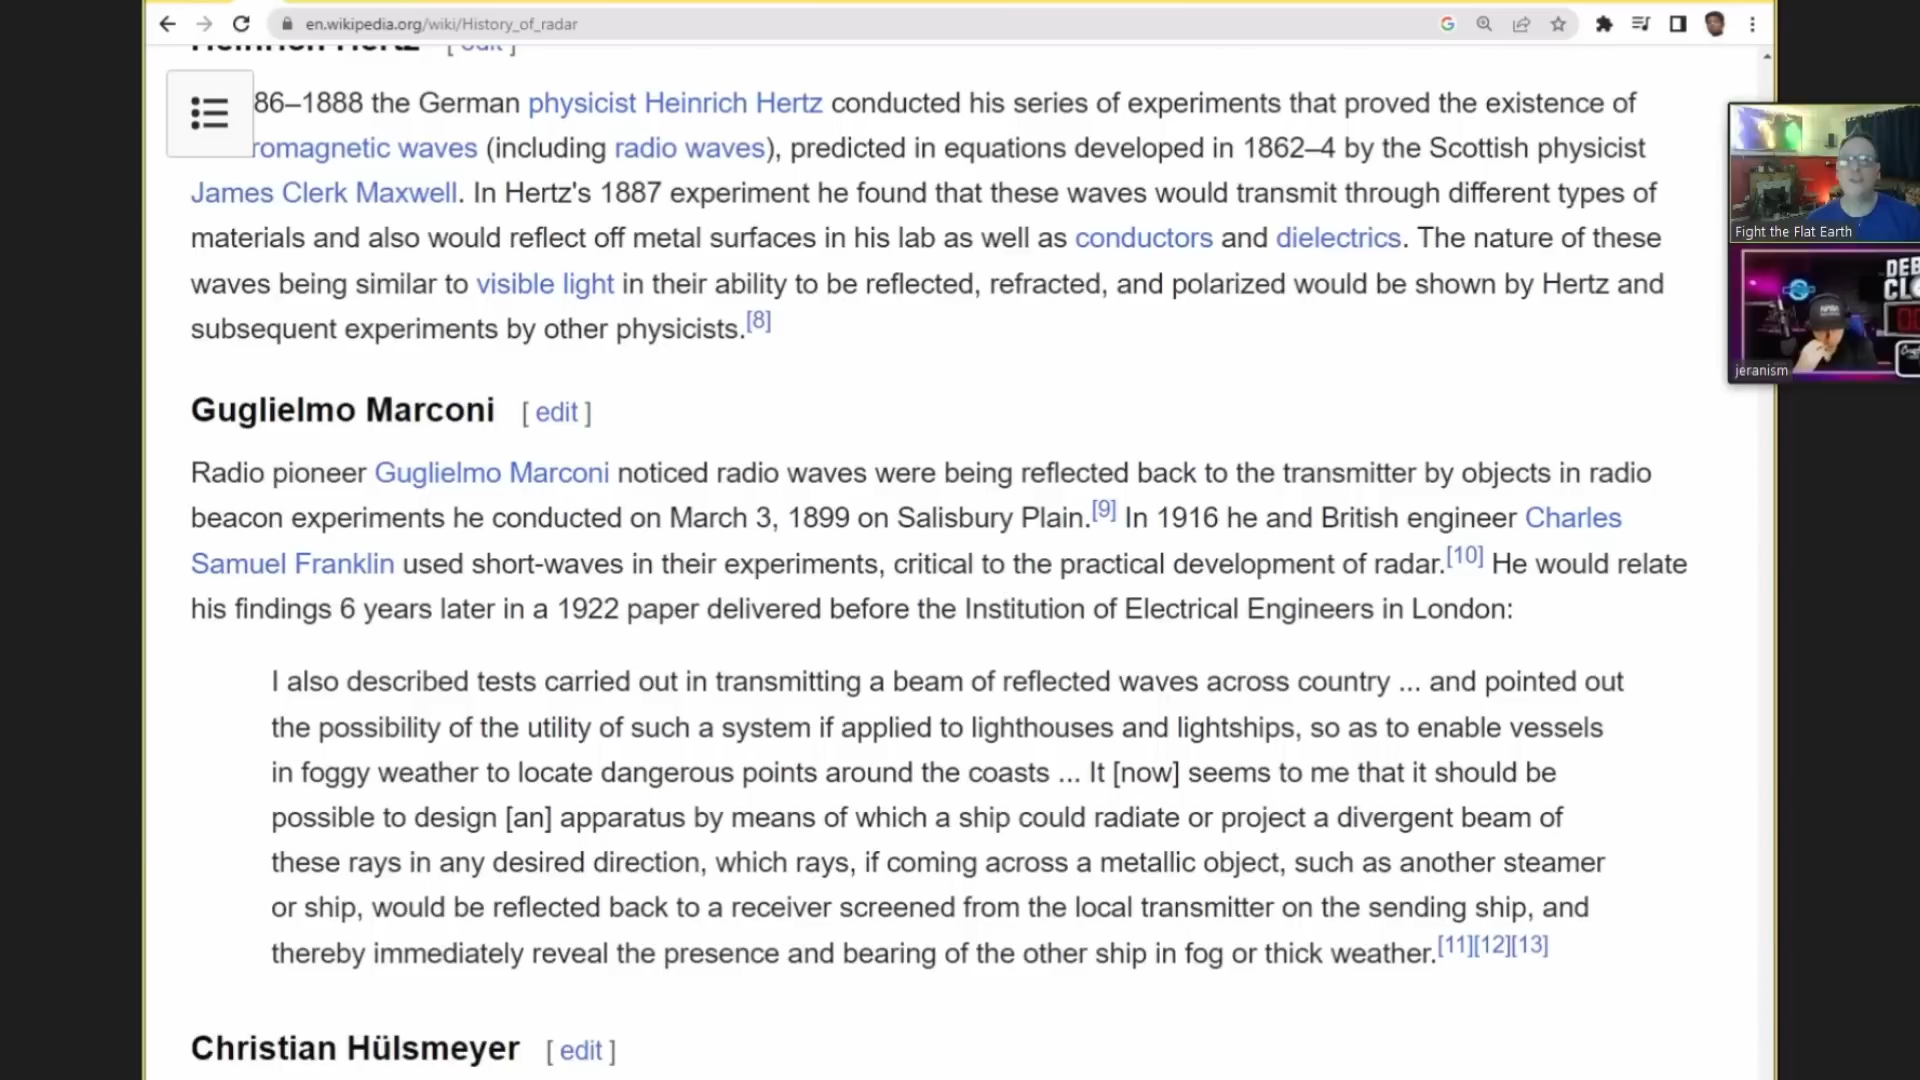 en.wikipedia.org/wiki/History_of_radar
Heinrich Hertz [ edit ]
86–1888 the German physicist Heinrich Hertz conducted his series of experiments that proved the existence of
romagnetic waves (including radio waves), predicted in equations developed in 1862–4 by the Scottish physicist
James Clerk Maxwell. In Hertz's 1887 experiment he found that these waves would transmit through different types of
materials and also would reflect off metal surfaces in his lab as well as conductors and dielectrics. The nature of these
waves being similar to visible light in their ability to be reflected, refracted, and polarized would be shown by Hertz and
subsequent experiments by other physicists.[8]
Guglielmo Marconi [ edit ]
Radio pioneer Guglielmo Marconi noticed radio waves were being reflected back to the transmitter by objects in radio
beacon experiments he conducted on March 3, 1899 on Salisbury Plain.[9] In 1916 he and British engineer Charles
Samuel Franklin used short-waves in their experiments, critical to the practical development of radar.[10] He would relate
his findings 6 years later in a 1922 paper delivered before the Institution of Electrical Engineers in London:
I also described tests carried out in transmitting a beam of reflected waves across country ... and pointed out
the possibility of the utility of such a system if applied to lighthouses and lightships, so as to enable vessels
in foggy weather to locate dangerous points around the coasts ... It [now] seems to me that it should be
possible to design [an] apparatus by means of which a ship could radiate or project a divergent beam of
these rays in any desired direction, which rays, if coming across a metallic object, such as another steamer
or ship, would be reflected back to a receiver screened from the local transmitter on the sending ship, and
thereby immediately reveal the presence and bearing of the other ship in fog or thick weather.[11][12][13]
Christian Hülsmeyer [ edit ]
Fight the Flat Earth
DEB
CL
jeranism